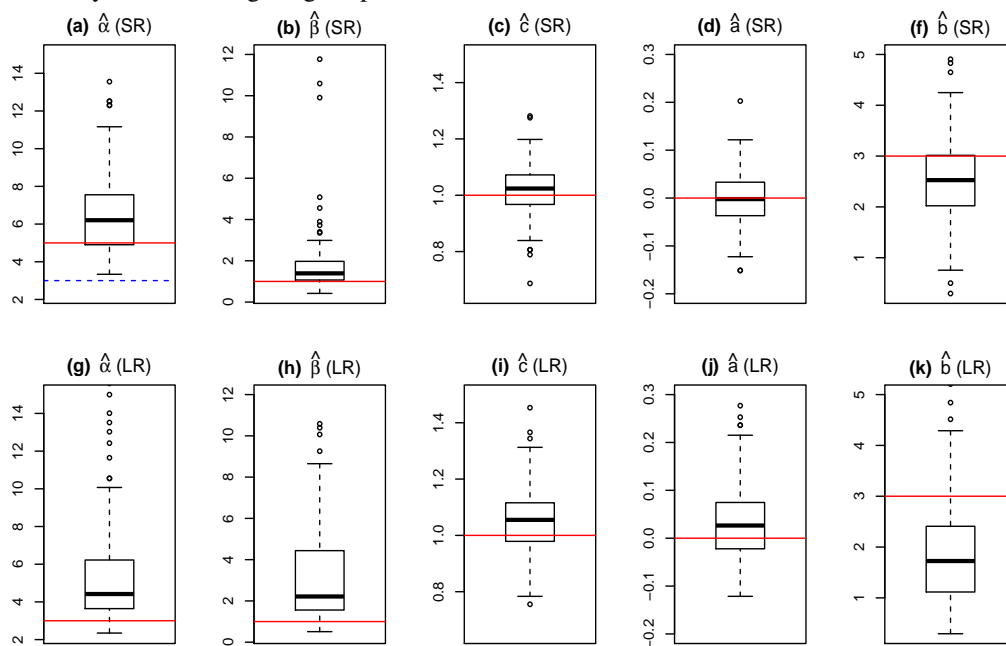 (a) α̂ (SR)
2 4 6 8 10 12 14
(b) β̂ (SR)
0 2 4 6 8 10 12
(c) ĉ (SR)
0.8 1.0 1.2 1.4
(d) â (SR)
−0.2 −0.1 0.0 0.1 0.2 0.3
(f) b̂ (SR)
1 2 3 4 5
(g) α̂ (LR)
2 4 6 8 10 12 14
(h) β̂ (LR)
0 2 4 6 8 10 12
(i) ĉ (LR)
0.8 1.0 1.2 1.4
(j) â (LR)
−0.2 −0.1 0.0 0.1 0.2 0.3
(k) b̂ (LR)
1 2 3 4 5